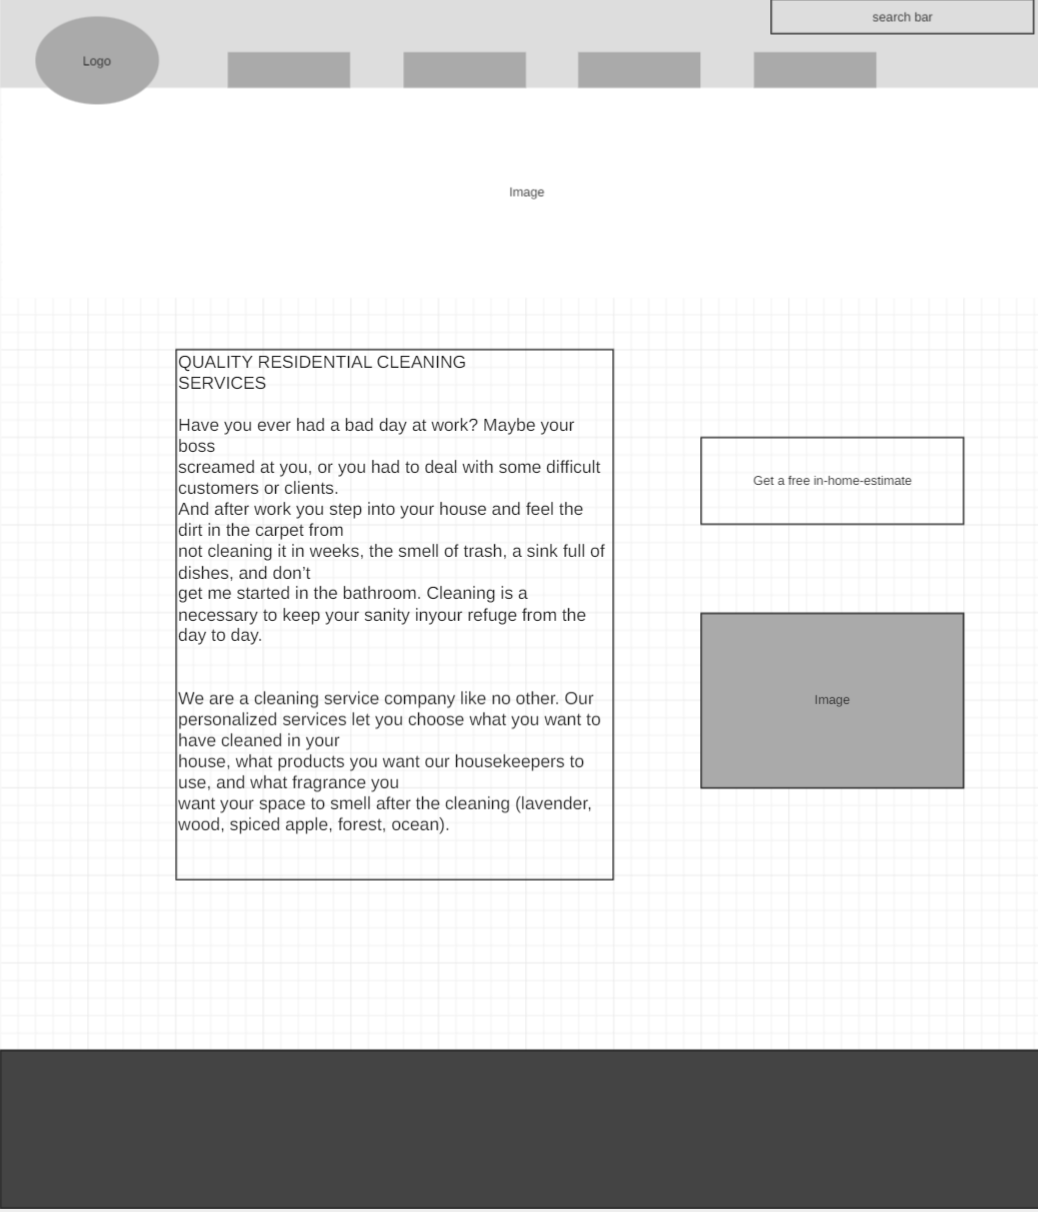 search bar
Logo
Image
QUALITY RESIDENTIAL CLEANING
SERVICES
Have you ever had a bad day at work? Maybe your
boss
screamed at you, or you had to deal with some difficult
customers or clients.
And after work you step into your house and feel the
dirt in the carpet from
not cleaning it in weeks, the smell of trash, a sink full of
dishes, and don’t
get me started in the bathroom. Cleaning is a
necessary to keep your sanity inyour refuge from the
day to day.
We are a cleaning service company like no other. Our
personalized services let you choose what you want to
have cleaned in your
house, what products you want our housekeepers to
use, and what fragrance you
want your space to smell after the cleaning (lavender,
wood, spiced apple, forest, ocean).
Get a free in-home-estimate
Image